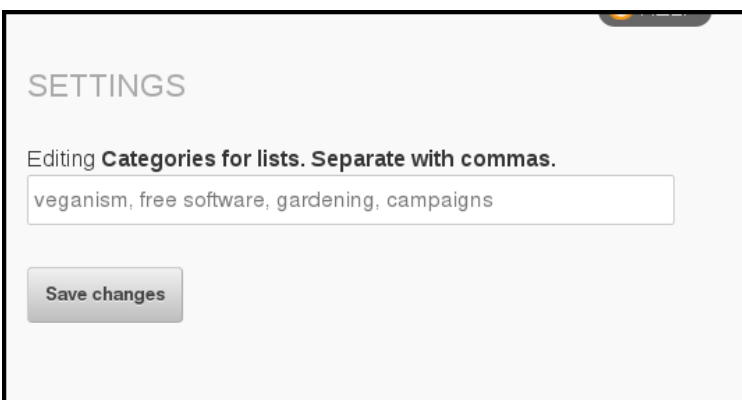 SETTINGS
Editing Categories for lists. Separate with commas.
veganism, free software, gardening, campaigns
Save changes